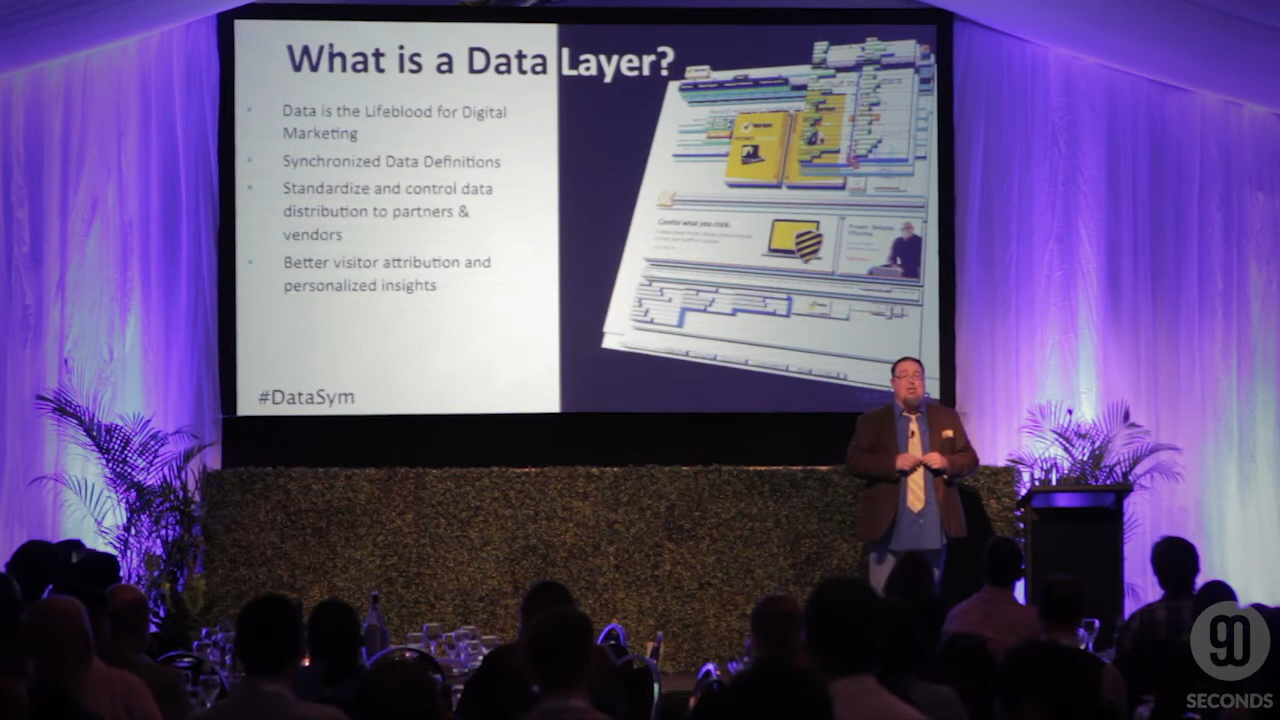 What is a Data Layer?
Data is the Lifeblood for Digital
Marketing
Synchronized Data Definitions
Standardize and control data
distribution to partners &
vendors
Better visitor attribution and
personalized insights
#DataSym
Careful what you click.
90
SECONDS